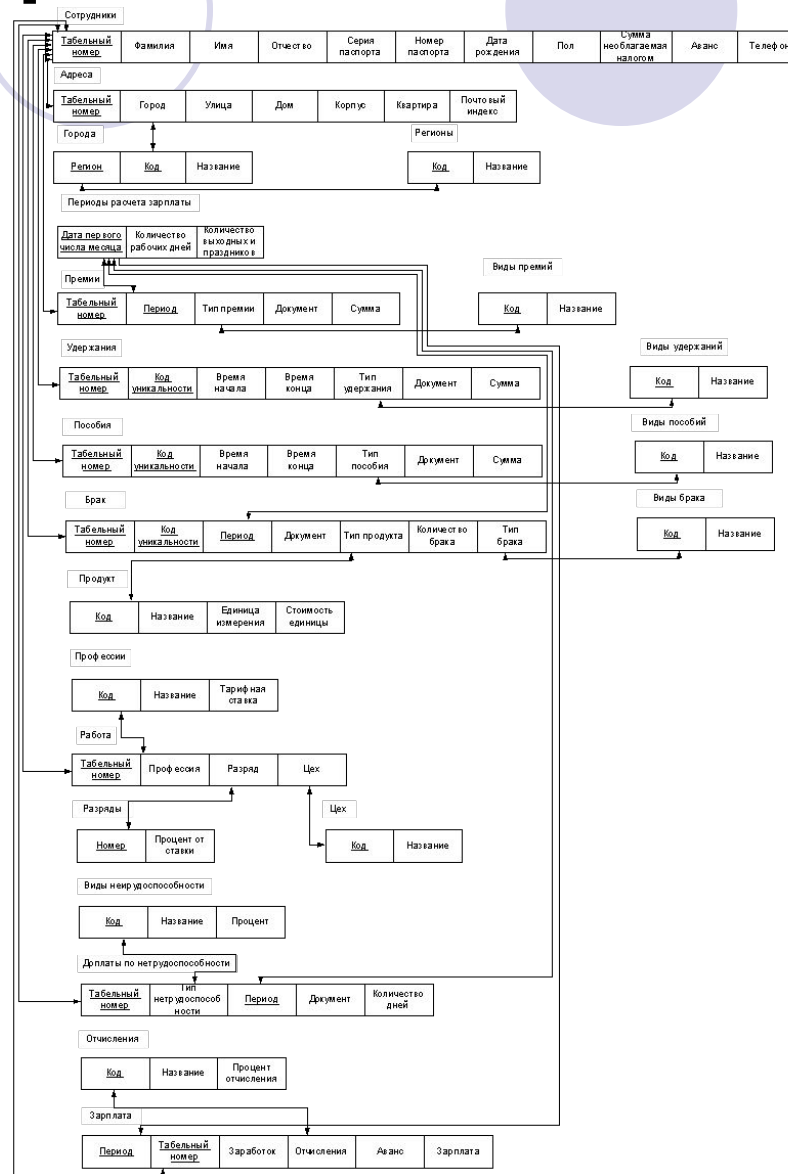 Сотрудники
Табельный номер Фамилия Имя Отчество Серия паспорта Номер паспорта Дата рождения Пол Сумма необлагаемая налогом Аванс Телефон
Адреса
Табельный номер Город Улица Дом Корпус Квартира Почтовый индекс
Города Регионы
Регион Код Название Код Название
Периоды расчета зарплаты
Дата первого числа месяца Количество рабочих дней Количество выходных и праздников
Премии Виды премий
Табельный номер Период Тип премии Документ Сумма Код Название
Удержания Виды удержаний
Табельный номер Код уникальности Время начала Время конца Тип удержания Документ Сумма Код Название
Пособия Виды пособий
Табельный номер Код уникальности Время начала Время конца Тип пособия Документ Сумма Код Название
Брак Виды брака
Табельный номер Код уникальности Период Документ Тип продукта Количество брака Тип брака Код Название
Продукт
Код Название Единица измерения Стоимость единицы
Профессии
Код Название Тарифная ставка
Работа
Табельный номер Профессия Разряд Цех
Разряды Цех
Номер Процент от ставки Код Название
Виды неирудоспособности
Код Название Процент
Доплаты по нетрудоспособности
Табельный номер Тип нетрудоспособ ности Период Документ Количество дней
Отчисления
Код Название Процент отчисления
Зарплата
Период Табельный номер Заработок Отчисления Аванс Зарплата